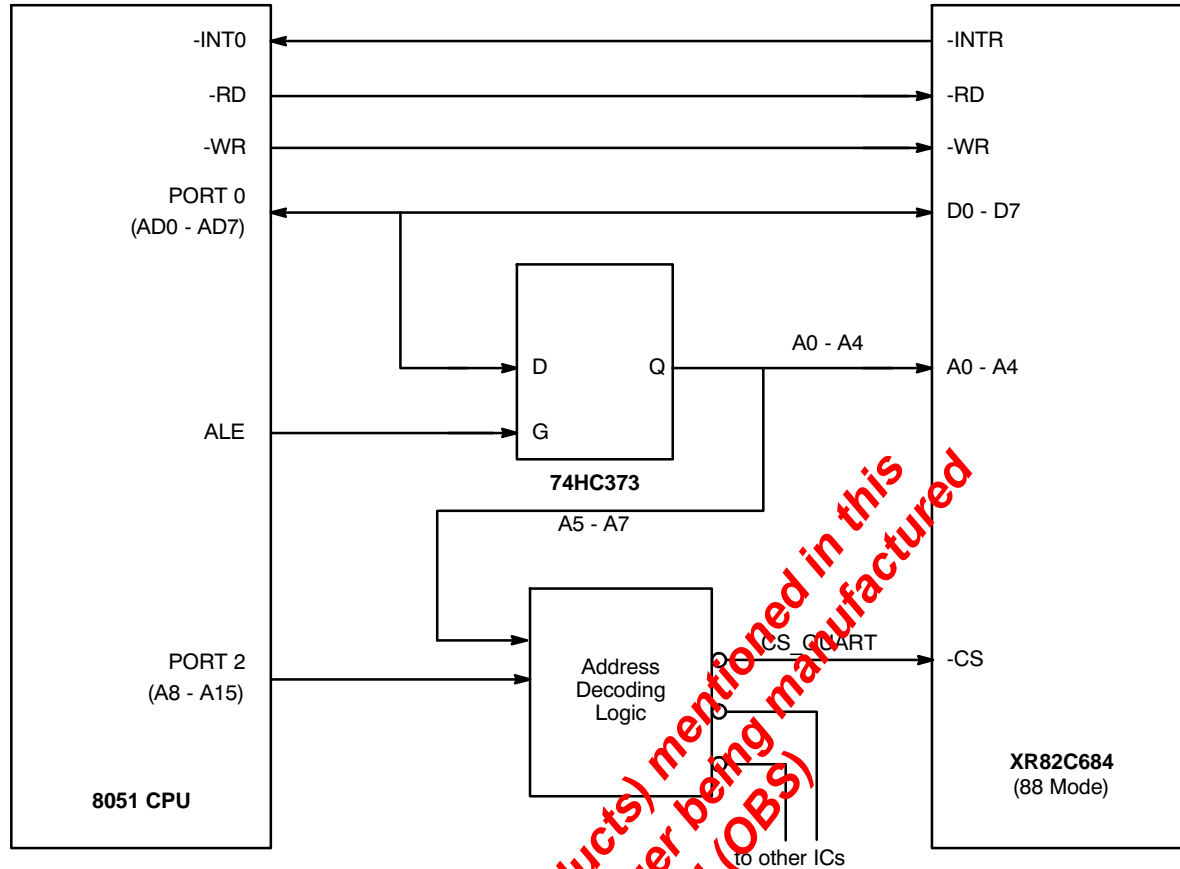 -INT0
-INTR
-RD
-RD
-WR
-WR
PORT 0
(AD0 - AD7)
D0 - D7
D
Q
A0 - A4
A0 - A4
ALE
G
74HC373
A5 - A7
PORT 2
(A8 - A15)
Address
Decoding
Logic
CS_QUART
-CS
8051 CPU
XR82C684
(88 Mode)
to other ICs
mentioned in this
being manufactured
(OBS)